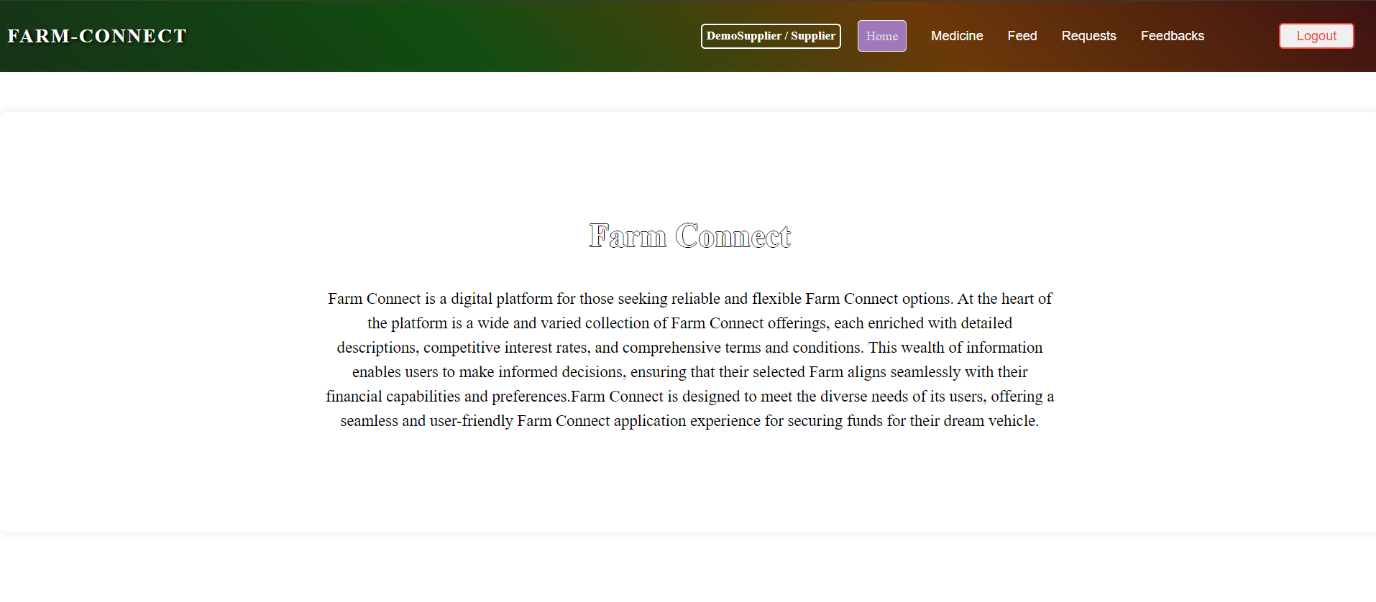 FARM-CONNECT
DemoSupplier / Supplier
Home
Medicine
Feed
Requests
Feedbacks
Logout
Farm Connect
Farm Connect is a digital platform for those seeking reliable and flexible Farm Connect options. At the heart of
the platform is a wide and varied collection of Farm Connect offerings, each enriched with detailed
descriptions, competitive interest rates, and comprehensive terms and conditions. This wealth of information
enables users to make informed decisions, ensuring that their selected Farm aligns seamlessly with their
financial capabilities and preferences.Farm Connect is designed to meet the diverse needs of its users, offering a
seamless and user-friendly Farm Connect application experience for securing funds for their dream vehicle.